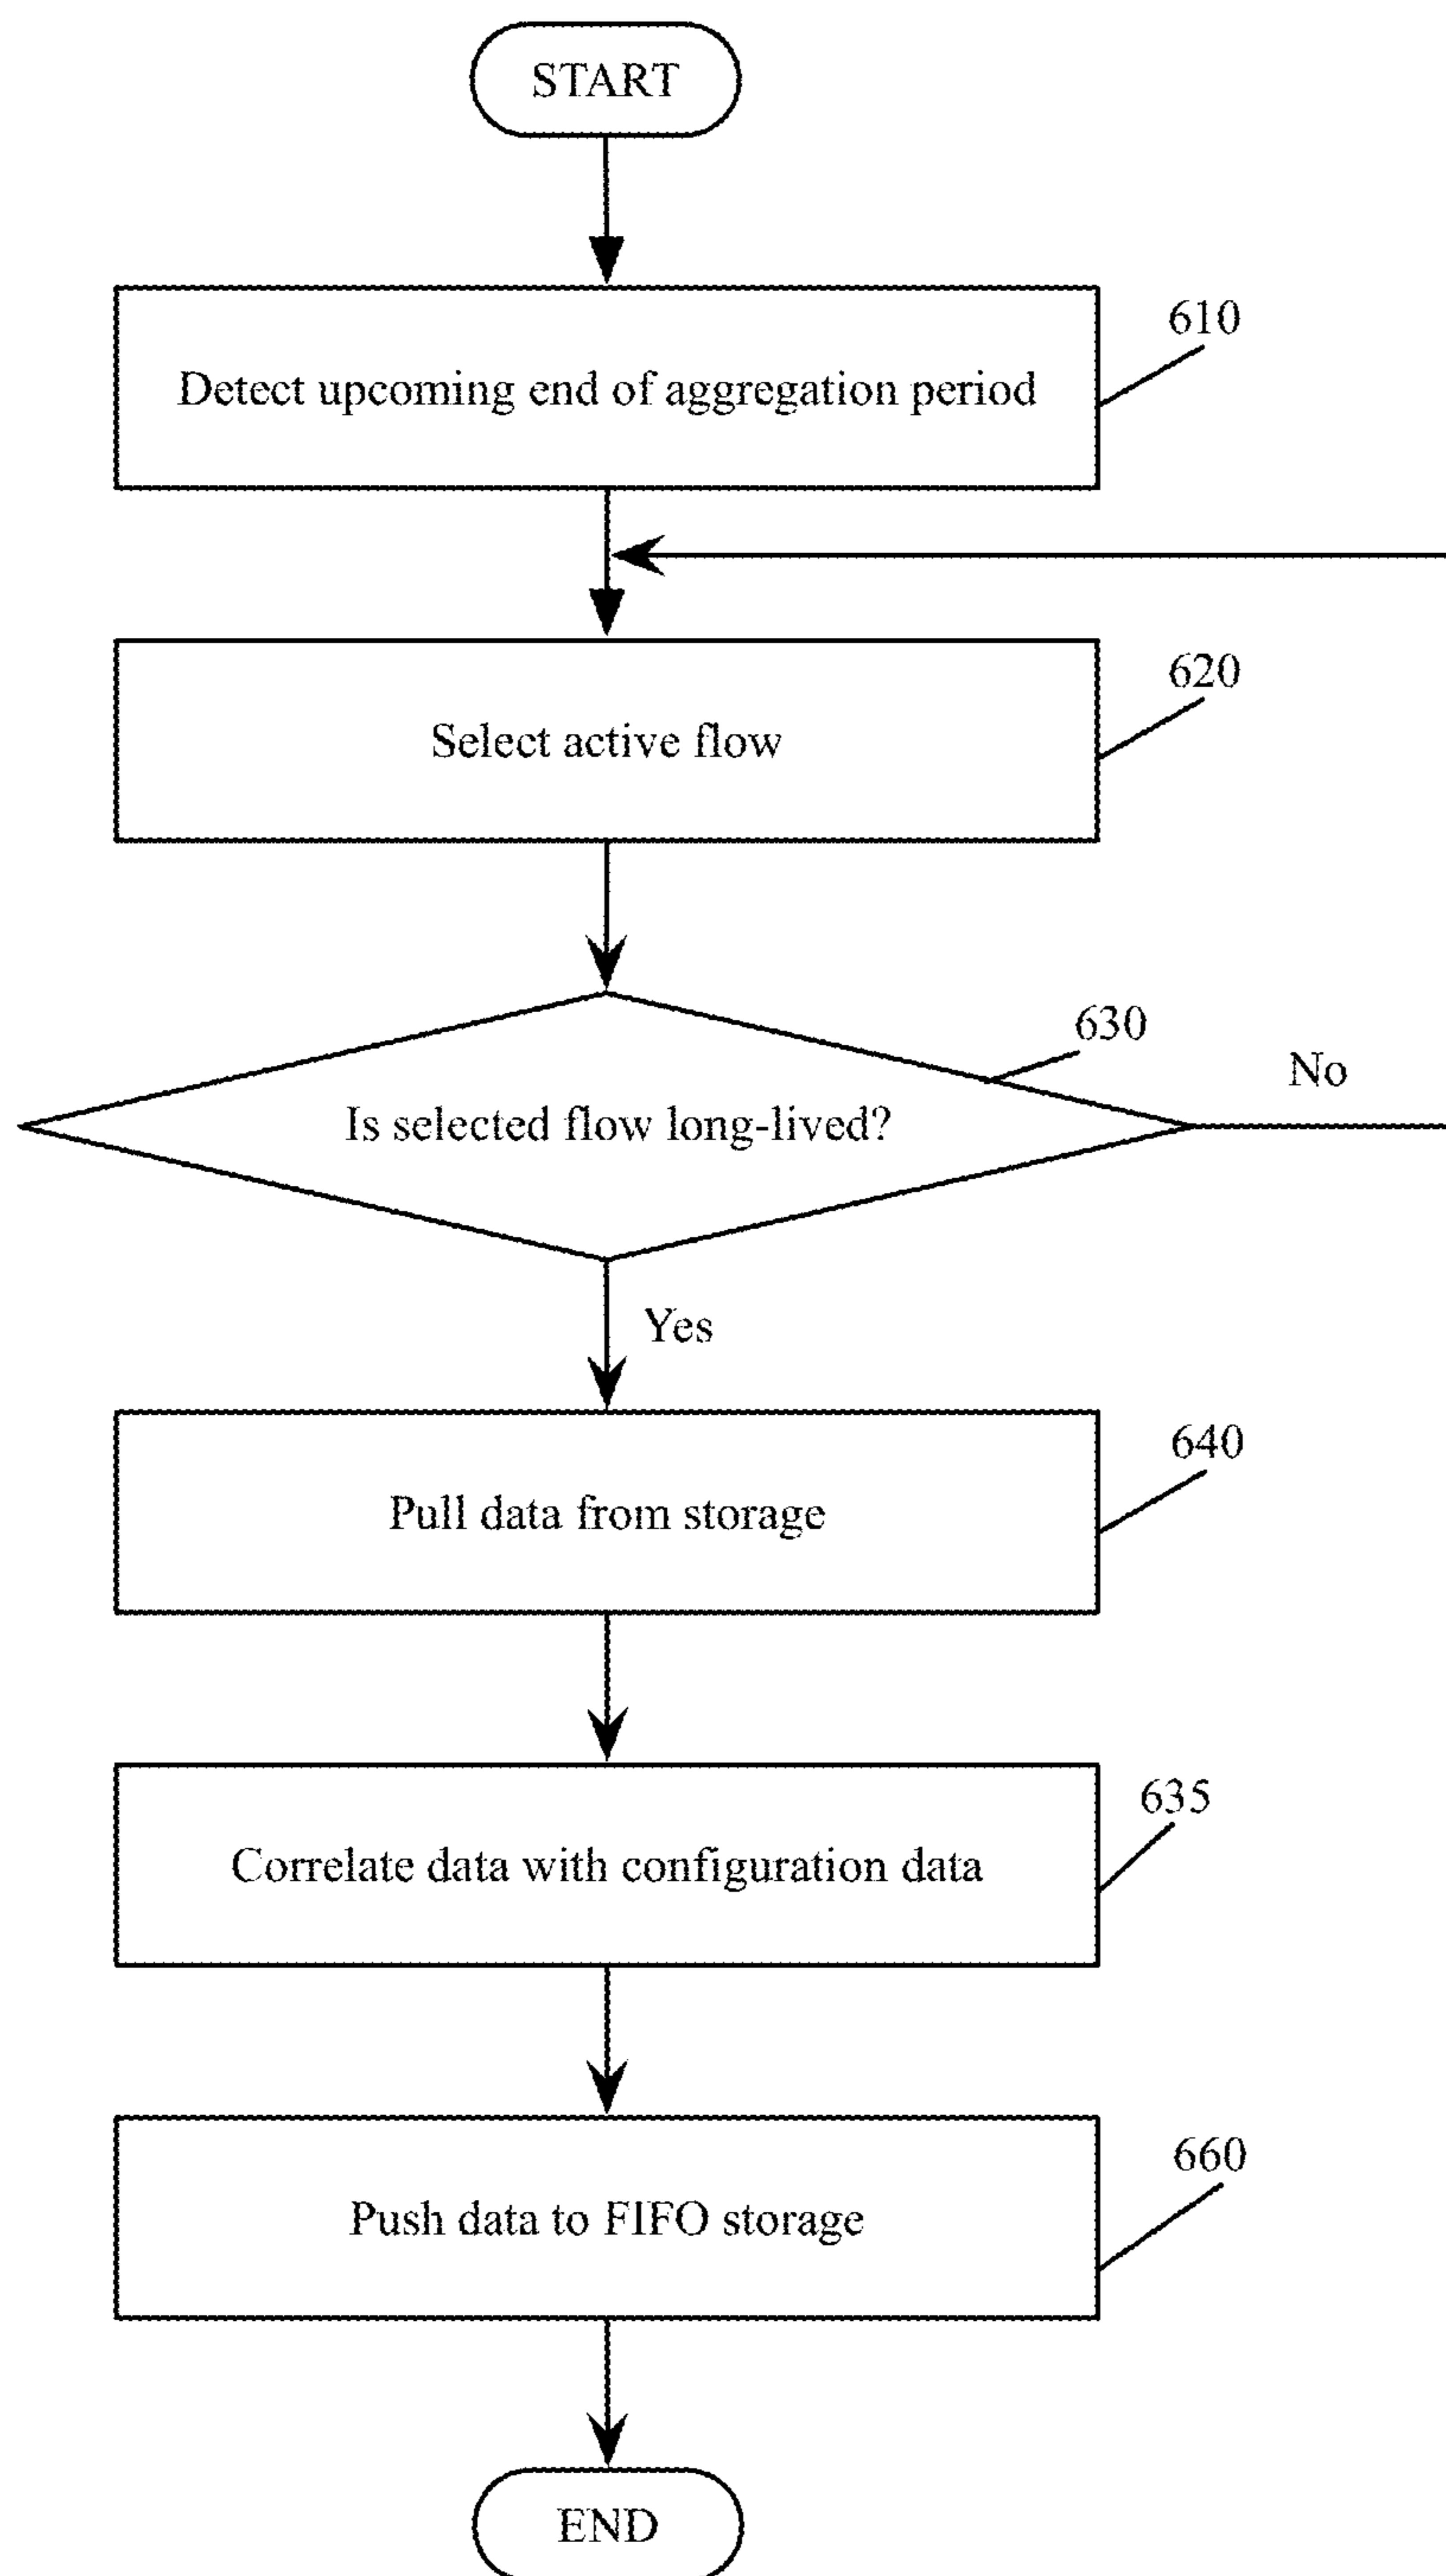 START
610
Detect upcoming end of aggregation period
620
Select active flow
630
No
Is selected flow long-lived?
Yes
640
Pull data from storage
635
Correlate data with configuration data
660
Push data to FIFO storage
END